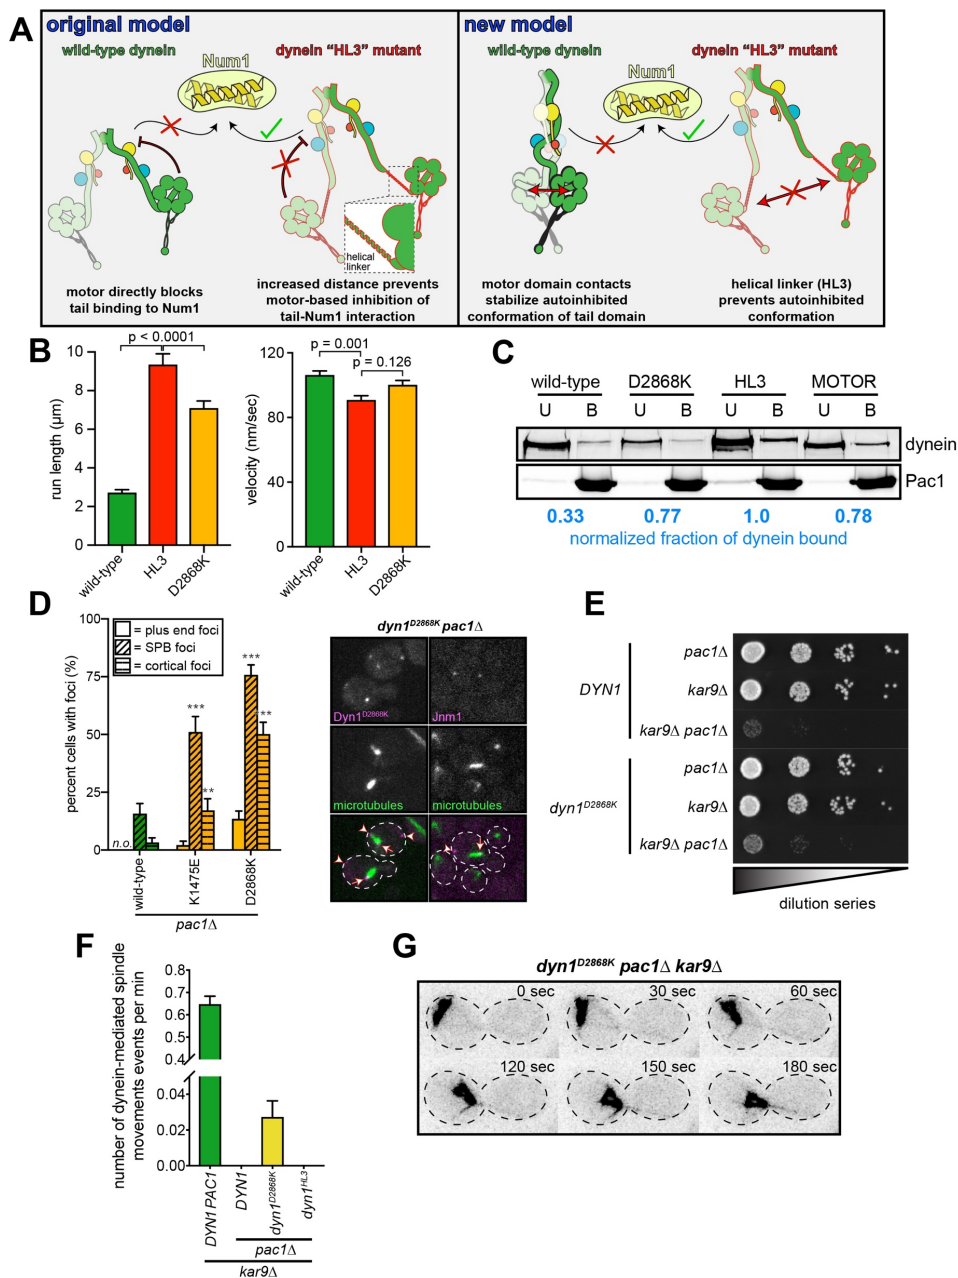 A
original model
wild-type dynein
dynein “HL3” mutant
Num1
helical
linker
motor directly blocks
tail binding to Num1
increased distance prevents
motor-based inhibition of
tail-Num1 interaction
new model
wild-type dynein
dynein “HL3” mutant
Num1
motor domain contacts
stabilize autoinhibited
conformation of tail domain
helical linker (HL3)
prevents autoinhibited
conformation
B
p < 0.0001
run length (µm)
10
8
6
4
2
0
wild-type
HL3
D2868K
p = 0.001
p = 0.126
velocity (nm/sec)
120
80
40
0
wild-type
HL3
D2868K
C
wild-type D2868K HL3 MOTOR
U B U B U B U B
dynein
Pac1
0.33 0.77 1.0 0.78
normalized fraction of dynein bound
D
percent cells with foci (%)
100
75
50
25
0
= plus end foci
= SPB foci
= cortical foci
n.o.
***
**
***
***
wild-type
K1475E
D2868K
pac1Δ
dyn1D2868K pac1Δ
Dyn1D2868K
Jnm1
microtubules
microtubules
E
DYN1
pac1Δ
kar9Δ
kar9Δ pac1Δ
dyn1D2868K
pac1Δ
kar9Δ
kar9Δ pac1Δ
dilution series
F
number of dynein-mediated spindle
movements events per min
0.8
0.7
0.6
0.5
0.4
0.04
0.02
0.00
DYN1 PAC1
DYN1
dyn1D2868K
dyn1HL3
pac1Δ
kar9Δ
G
dyn1D2868K pac1Δ kar9Δ
0 sec
30 sec
60 sec
120 sec
150 sec
180 sec